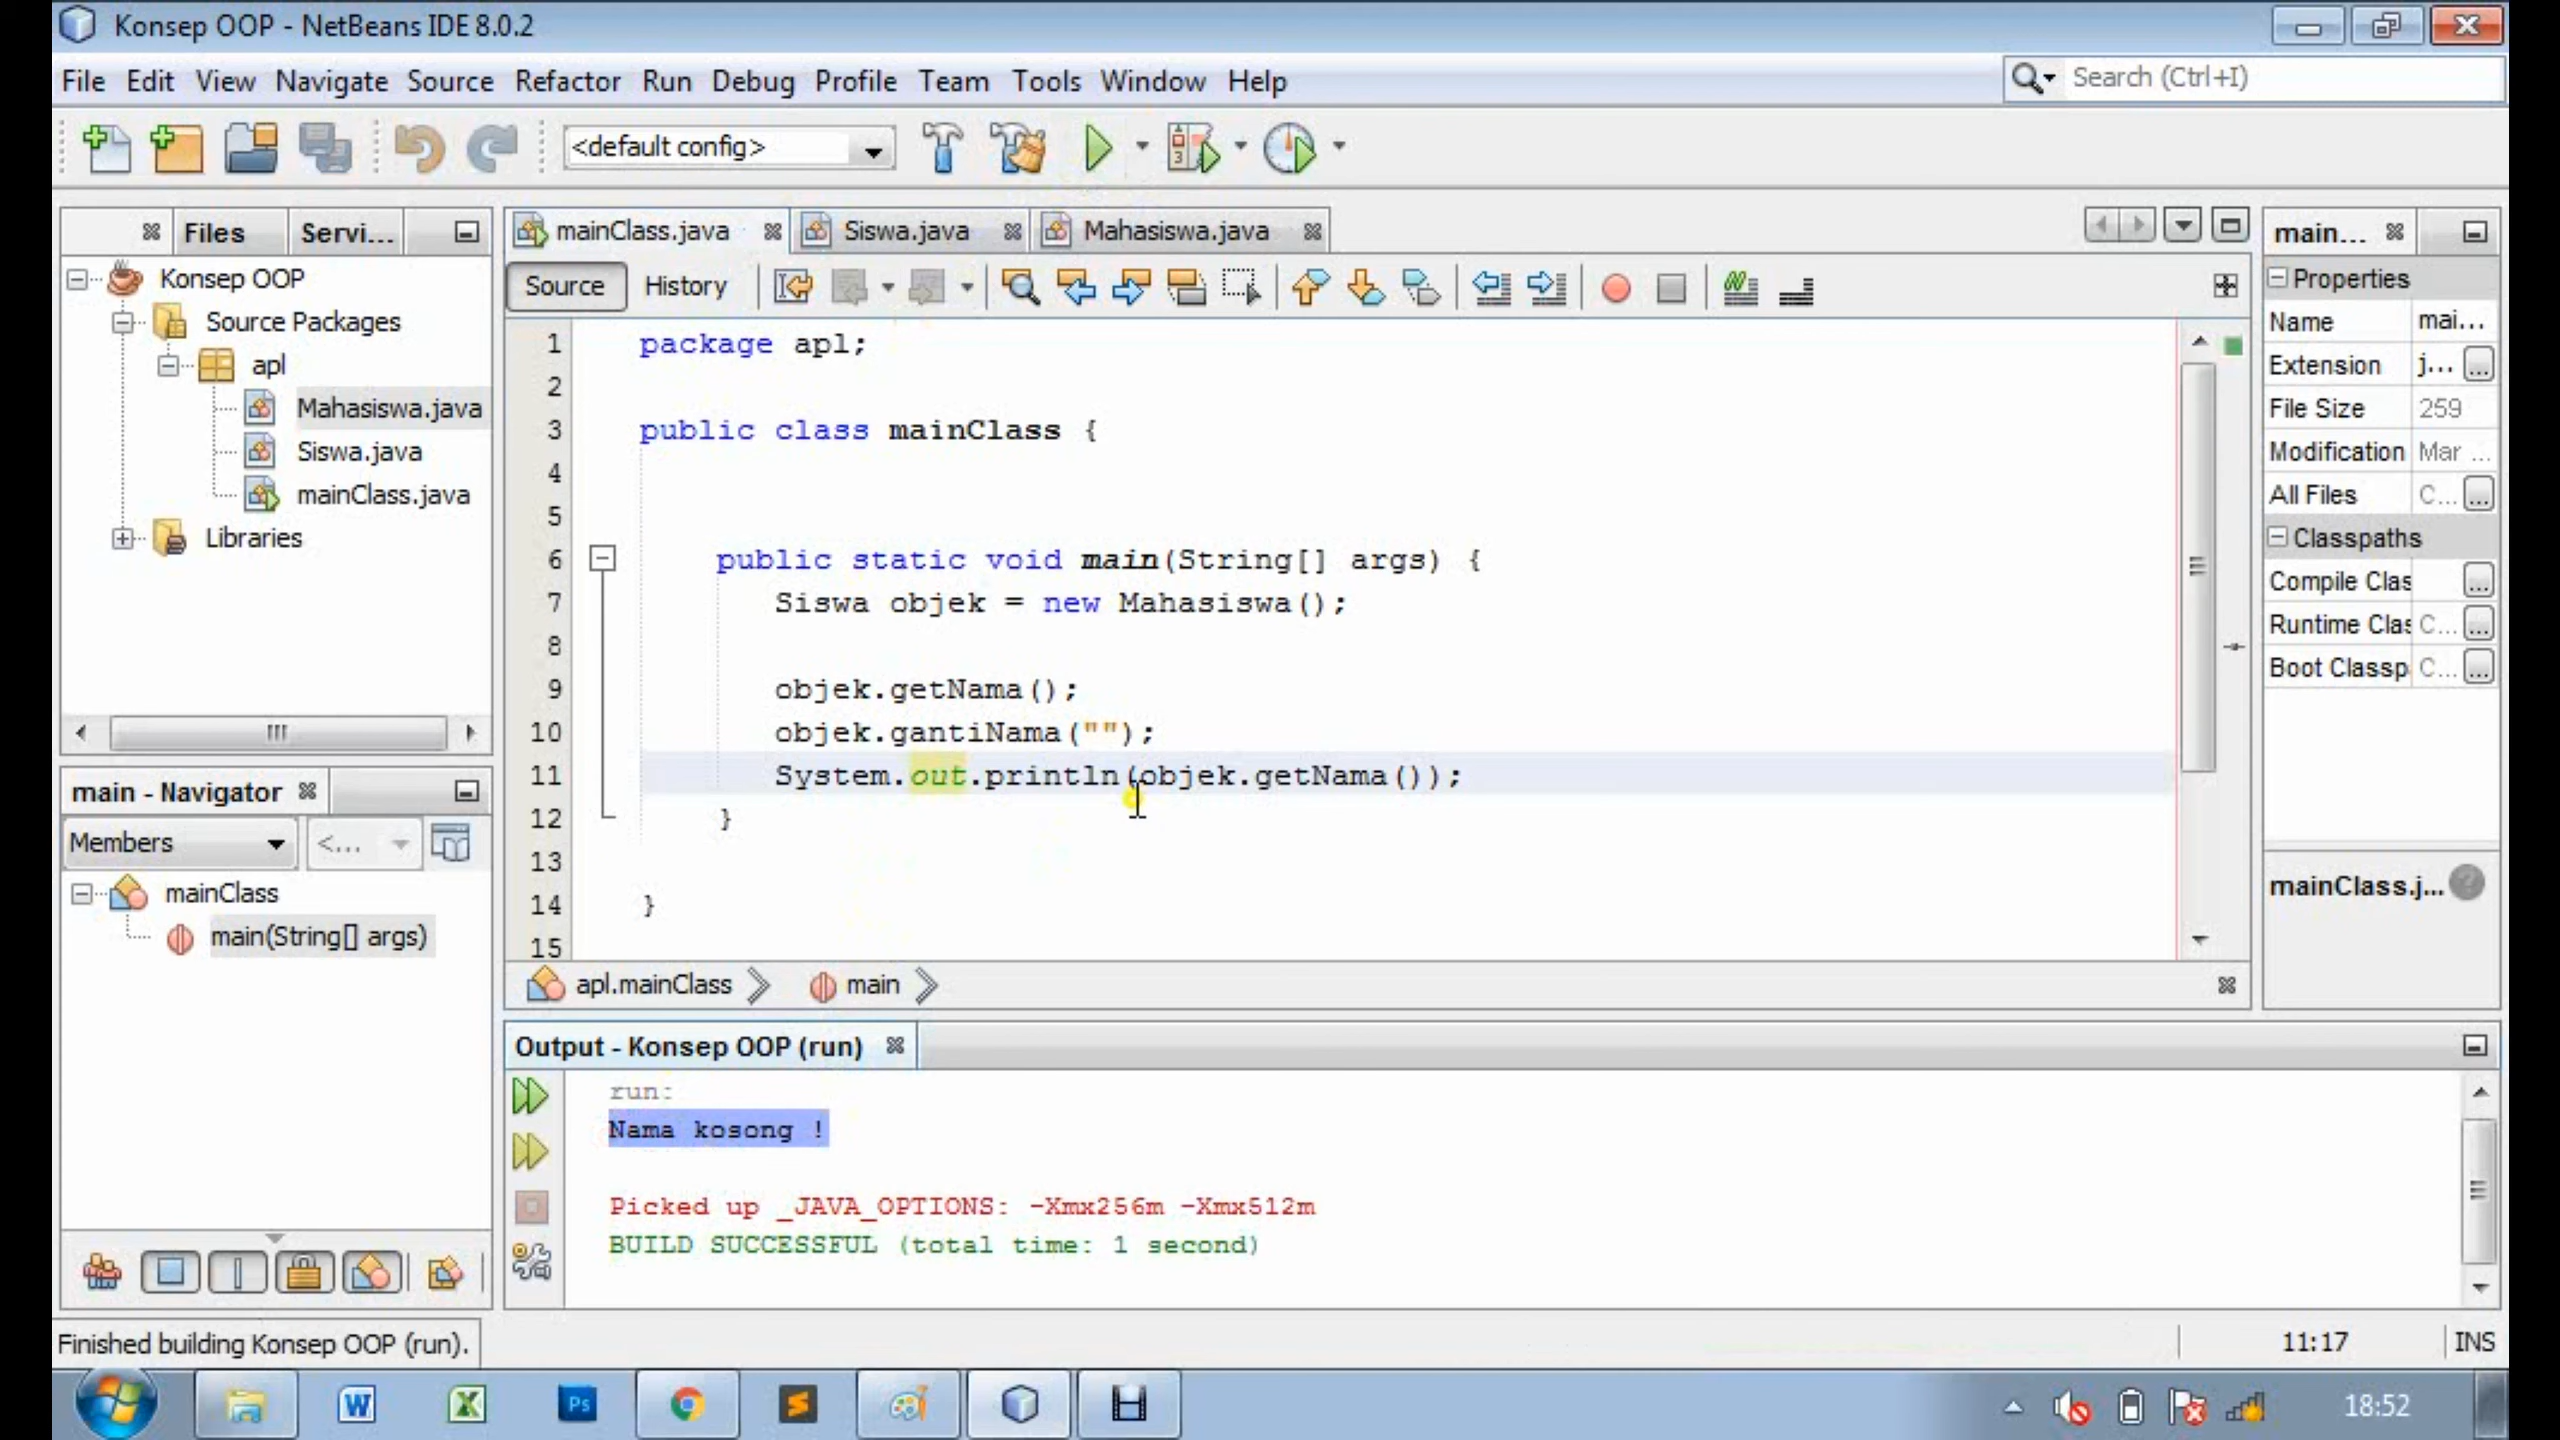 Konsep OOP - NetBeans IDE 8.0.2
File Edit View Navigate Source Refactor Run Debug Profile Team Tools Window Help
Search (Ctrl+I)
<default config>
Files Servi...
Konsep OOP
Source Packages
apl
Mahasiswa.java
Siswa.java
mainClass.java
Libraries
main - Navigator
Members
<...
mainClass
main(String[] args)
mainClass.java Siswa.java Mahasiswa.java
Source History
1 package apl;
2
3 public class mainClass {
4
5
6 public static void main(String[] args) {
7 Siswa objek = new Mahasiswa();
8
9 objek.getNama();
10 objek.gantiNama("");
11 System.out.println(objek.getNama());
12 }
13
14 }
15
apl.mainClass main
Output - Konsep OOP (run)
run:
Nama kosong !
Picked up _JAVA_OPTIONS: -Xmx256m -Xmx512m
BUILD SUCCESSFUL (total time: 1 second)
main...
Properties
Name mai...
Extension j... ...
File Size 259
Modification Mar ...
All Files C... ...
Classpaths
Compile Clas ...
Runtime Clas C... ...
Boot Classp C... ...
mainClass.j...
Finished building Konsep OOP (run).
11:17 INS
18:52